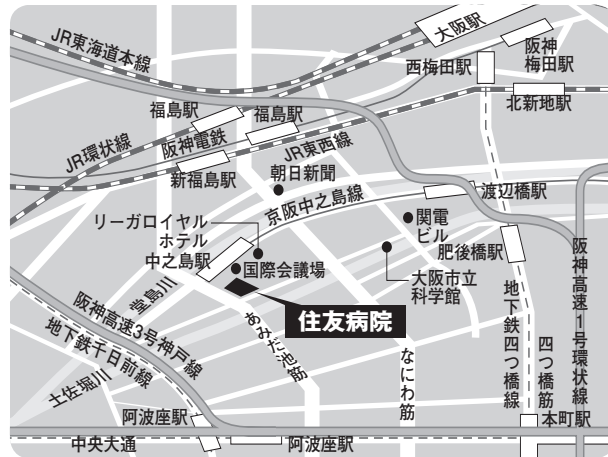 JR東海道本線
大阪駅
阪神
梅田駅
西梅田駅
北新地駅
福島駅
福島駅
阪神電鉄
JR環状線
JR東西線
新福島駅
朝日新聞
京阪中之島線
渡辺橋駅
リーガロイヤル
ホテル
中之島駅
国際会議場
関電
ビル
肥後橋駅
大阪市立
科学館
堂島川
住友病院
阪神高速3号神戸線
地下鉄千日前線
土佐堀川
あみだ池筋
なにわ筋
地下鉄四つ橋線
四つ橋筋
阪神高速1号環状線
阿波座駅
本町駅
中央大通
阿波座駅